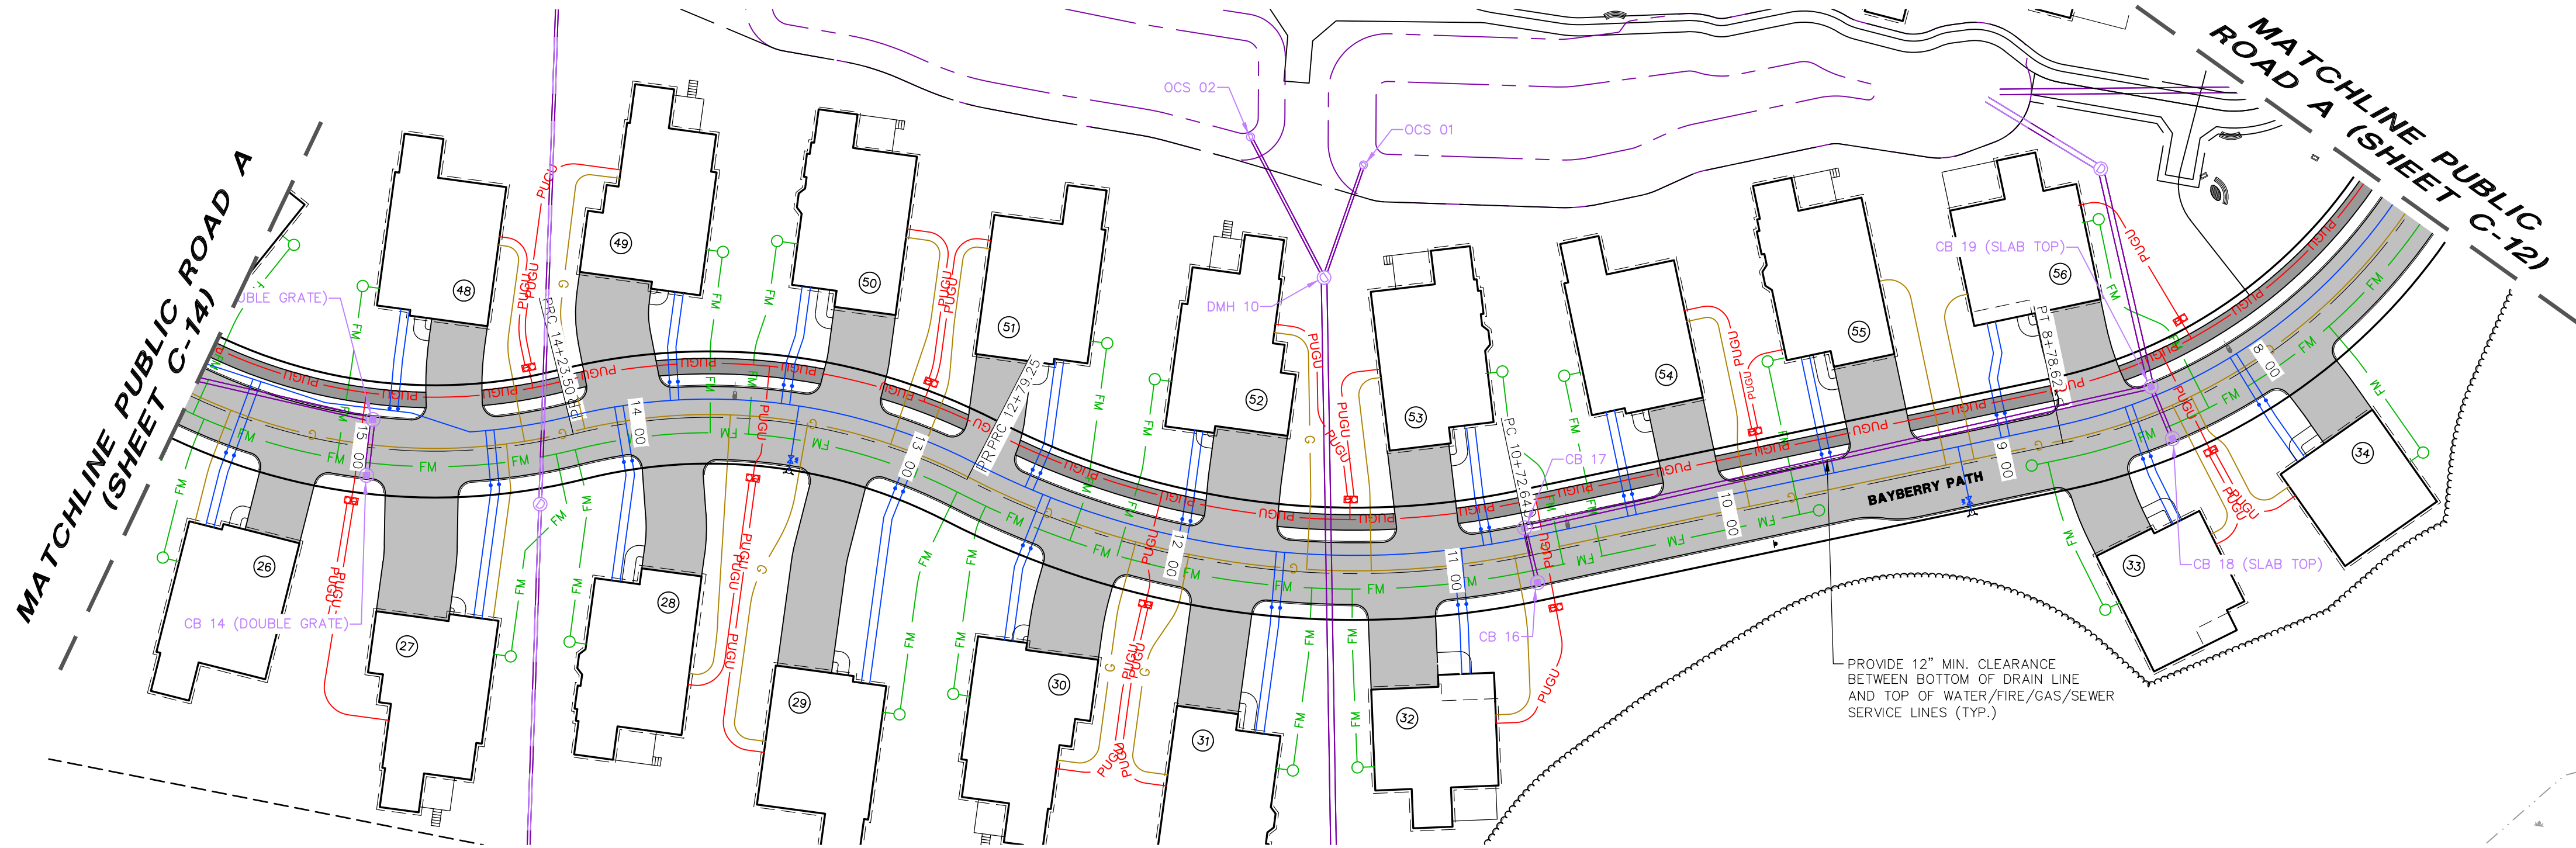 MATCHLINE PUBLIC ROAD A
(SHEET C-14)
MATCHLINE PUBLIC
ROAD A (SHEET C-12)
OCS 02
OCS 01
DMH 10
CB 19 (SLAB TOP)
CB 18 (SLAB TOP)
CB 17
CB 16
UBLE GRATE)
CB 14 (DOUBLE GRATE)
48
49
50
51
52
53
54
55
56
26
27
28
29
30
31
32
33
34
PRC 14+23.50
PRC 12+79.25
PC 10+72.64
PT 8+78.62
15 00
14 00
13 00
12 00
11 00
10 00
9 00
8 00
BAYBERRY PATH
PUGU
FM
G
PROVIDE 12" MIN. CLEARANCE
BETWEEN BOTTOM OF DRAIN LINE
AND TOP OF WATER/FIRE/GAS/SEWER
SERVICE LINES (TYP.)